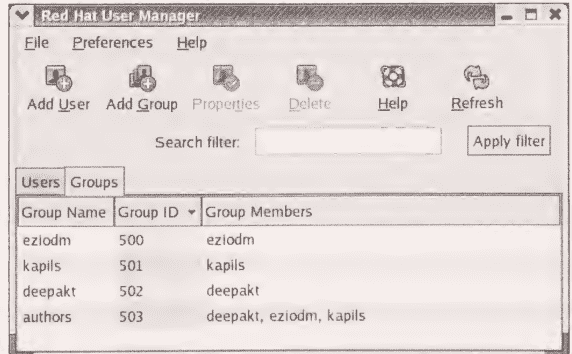 Red Hat User Manager
File Preferences Help
Add User Add Group Properties Delete Help Refresh
Search filter: Apply filter
Users Groups
Group Name Group ID Group Members
eziodm 500 eziodm
kapils 501 kapils
deepakt 502 deepakt
authors 503 deepakt, eziodm, kapils